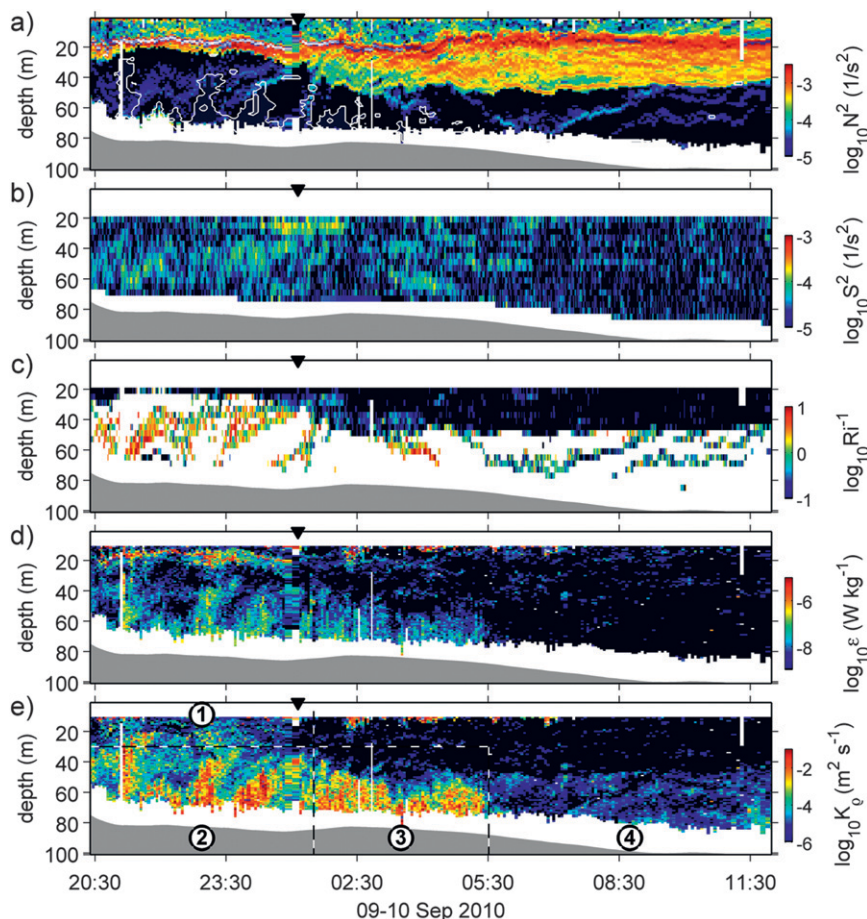 a)
depth (m)
20
40
60
80
100
-3
-4
-5
log10N² (1/s²)
b)
depth (m)
20
40
60
80
100
-3
-4
-5
log10S² (1/s²)
c)
depth (m)
20
40
60
80
100
1
0
-1
log10Ri⁻¹
d)
depth (m)
20
40
60
80
100
-6
-8
log10ε (W kg⁻¹)
e)
depth (m)
20
40
60
80
100
1
2
3
4
-2
-4
-6
log10Kρ (m² s⁻¹)
20:30 23:30 02:30 05:30 08:30 11:30
09-10 Sep 2010